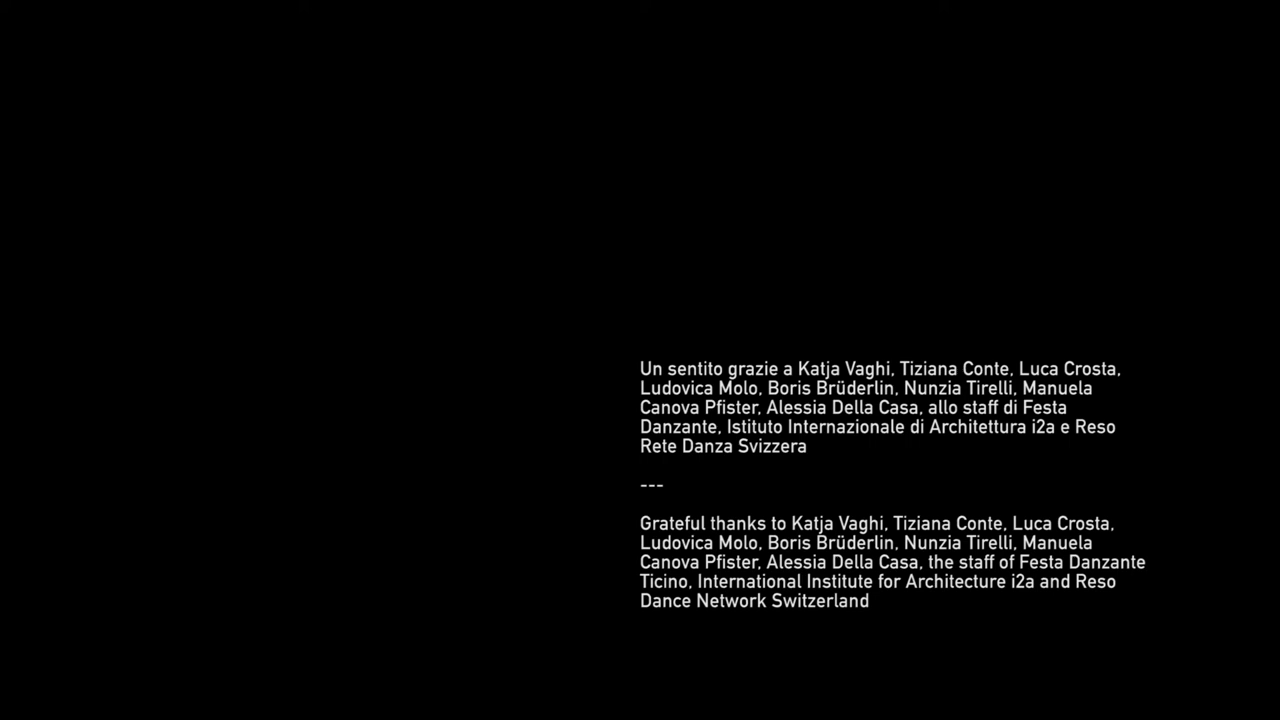 Un sentito grazie a Katja Vaghi, Tiziana Conte, Luca Crosta,
Ludovica Molo, Boris Brüderlin, Nunzia Tirelli, Manuela
Canova Pfister, Alessia Della Casa, allo staff di Festa
Danzante, Istituto Internazionale di Architettura i2a e Reso
Rete Danza Svizzera
---
Grateful thanks to Katja Vaghi, Tiziana Conte, Luca Crosta,
Ludovica Molo, Boris Brüderlin, Nunzia Tirelli, Manuela
Canova Pfister, Alessia Della Casa, the staff of Festa Danzante
Ticino, International Institute for Architecture i2a and Reso
Dance Network Switzerland